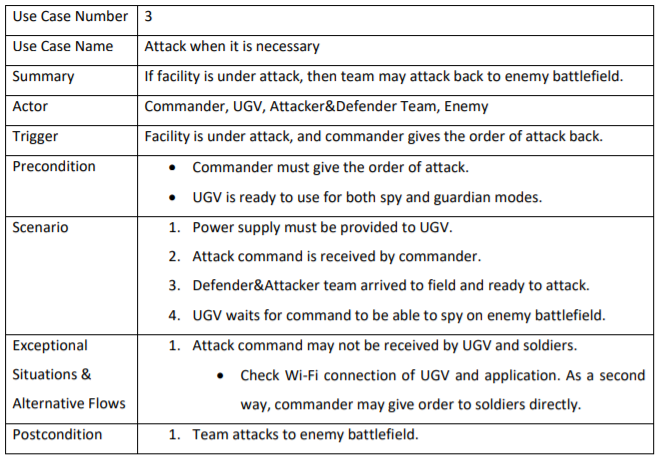 Use Case Number 3
Use Case Name Attack when it is necessary
Summary If facility is under attack, then team may attack back to enemy battlefield.
Actor Commander, UGV, Attacker&Defender Team, Enemy
Trigger Facility is under attack, and commander gives the order of attack back.
Precondition • Commander must give the order of attack.
• UGV is ready to use for both spy and guardian modes.
Scenario 1. Power supply must be provided to UGV.
2. Attack command is received by commander.
3. Defender&Attacker team arrived to field and ready to attack.
4. UGV waits for command to be able to spy on enemy battlefield.
Exceptional 1. Attack command may not be received by UGV and soldiers.
Situations & • Check Wi-Fi connection of UGV and application. As a second
Alternative Flows way, commander may give order to soldiers directly.
Postcondition 1. Team attacks to enemy battlefield.